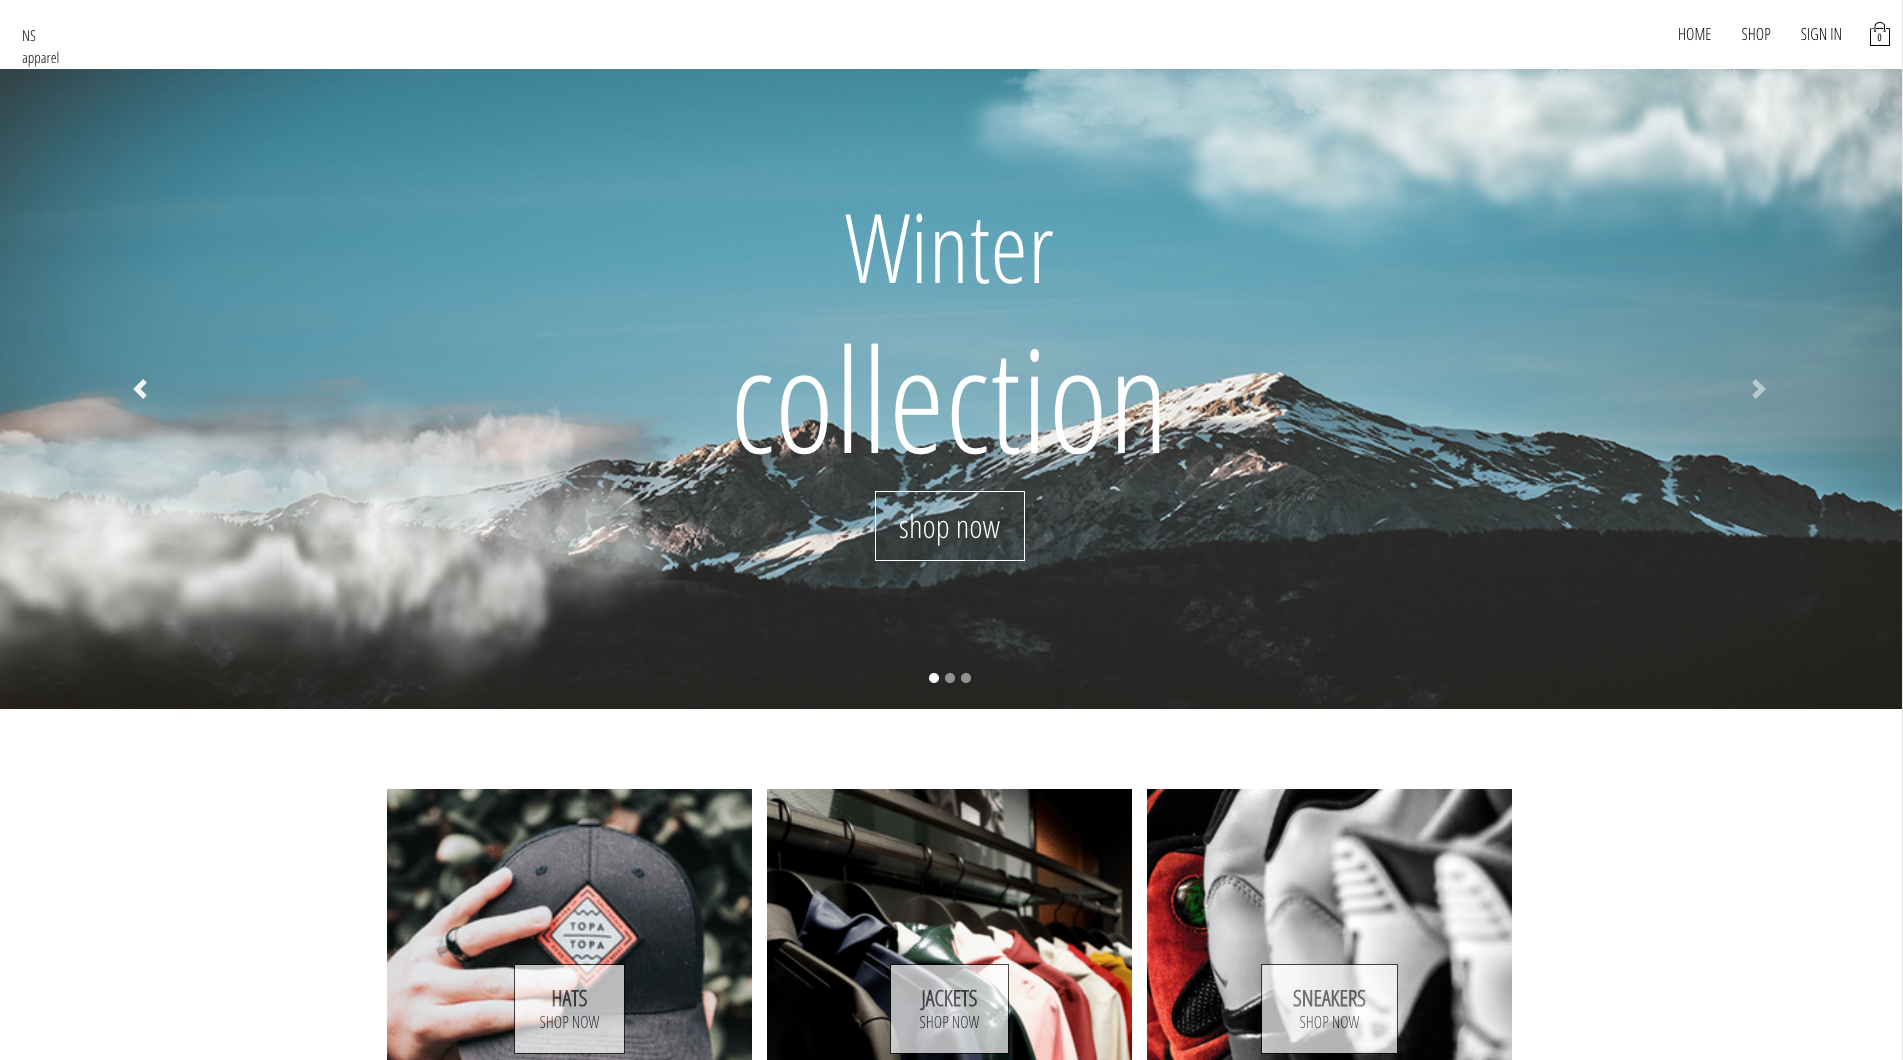 NS
apparel
HOME
SHOP
SIGN IN
0
Winter
collection
shop now
TOPA
TOPA
HATS
SHOP NOW
JACKETS
SHOP NOW
SNEAKERS
SHOP NOW